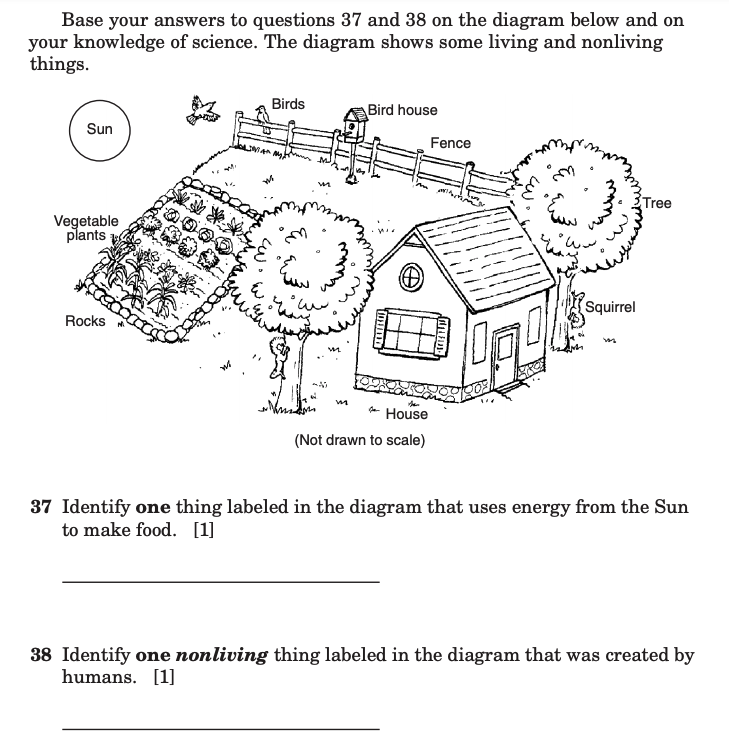 Base your answers to questions 37 and 38 on the diagram below and on
your knowledge of science. The diagram shows some living and nonliving
things.
Sun
Birds
Bird house
Fence
Tree
Vegetable
plants
Rocks
Squirrel
House
(Not drawn to scale)
37 Identify one thing labeled in the diagram that uses energy from the Sun
to make food. [1]
38 Identify one nonliving thing labeled in the diagram that was created by
humans. [1]